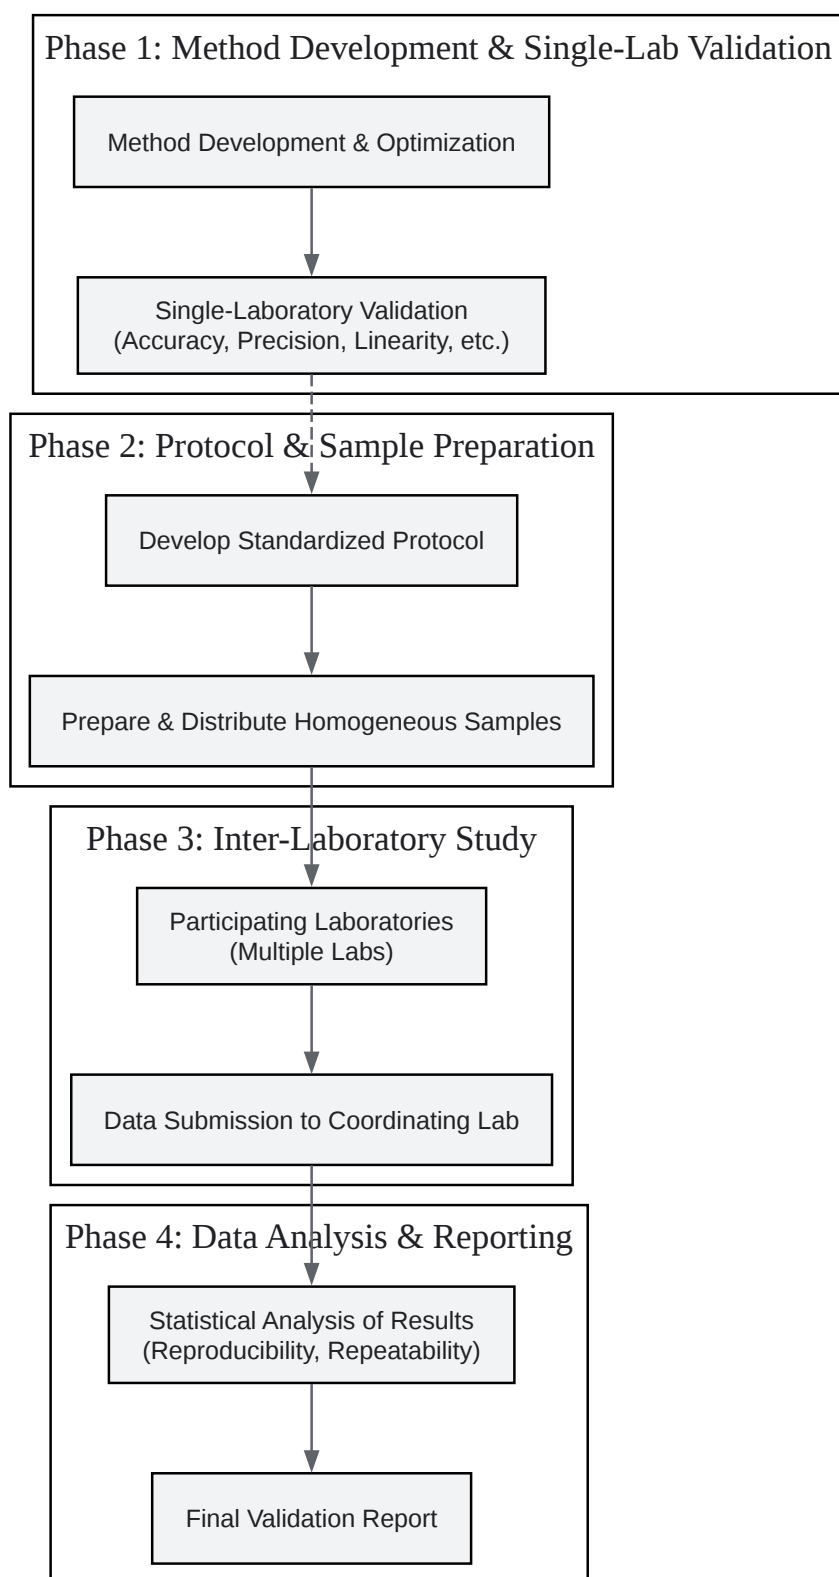 Phase 1: Method Development & Single-Lab Validation
Method Development & Optimization
Single-Laboratory Validation
(Accuracy, Precision, Linearity, etc.)
Phase 2: Protocol & Sample Preparation
Develop Standardized Protocol
Prepare & Distribute Homogeneous Samples
Phase 3: Inter-Laboratory Study
Participating Laboratories
(Multiple Labs)
Data Submission to Coordinating Lab
Phase 4: Data Analysis & Reporting
Statistical Analysis of Results
(Reproducibility, Repeatability)
Final Validation Report